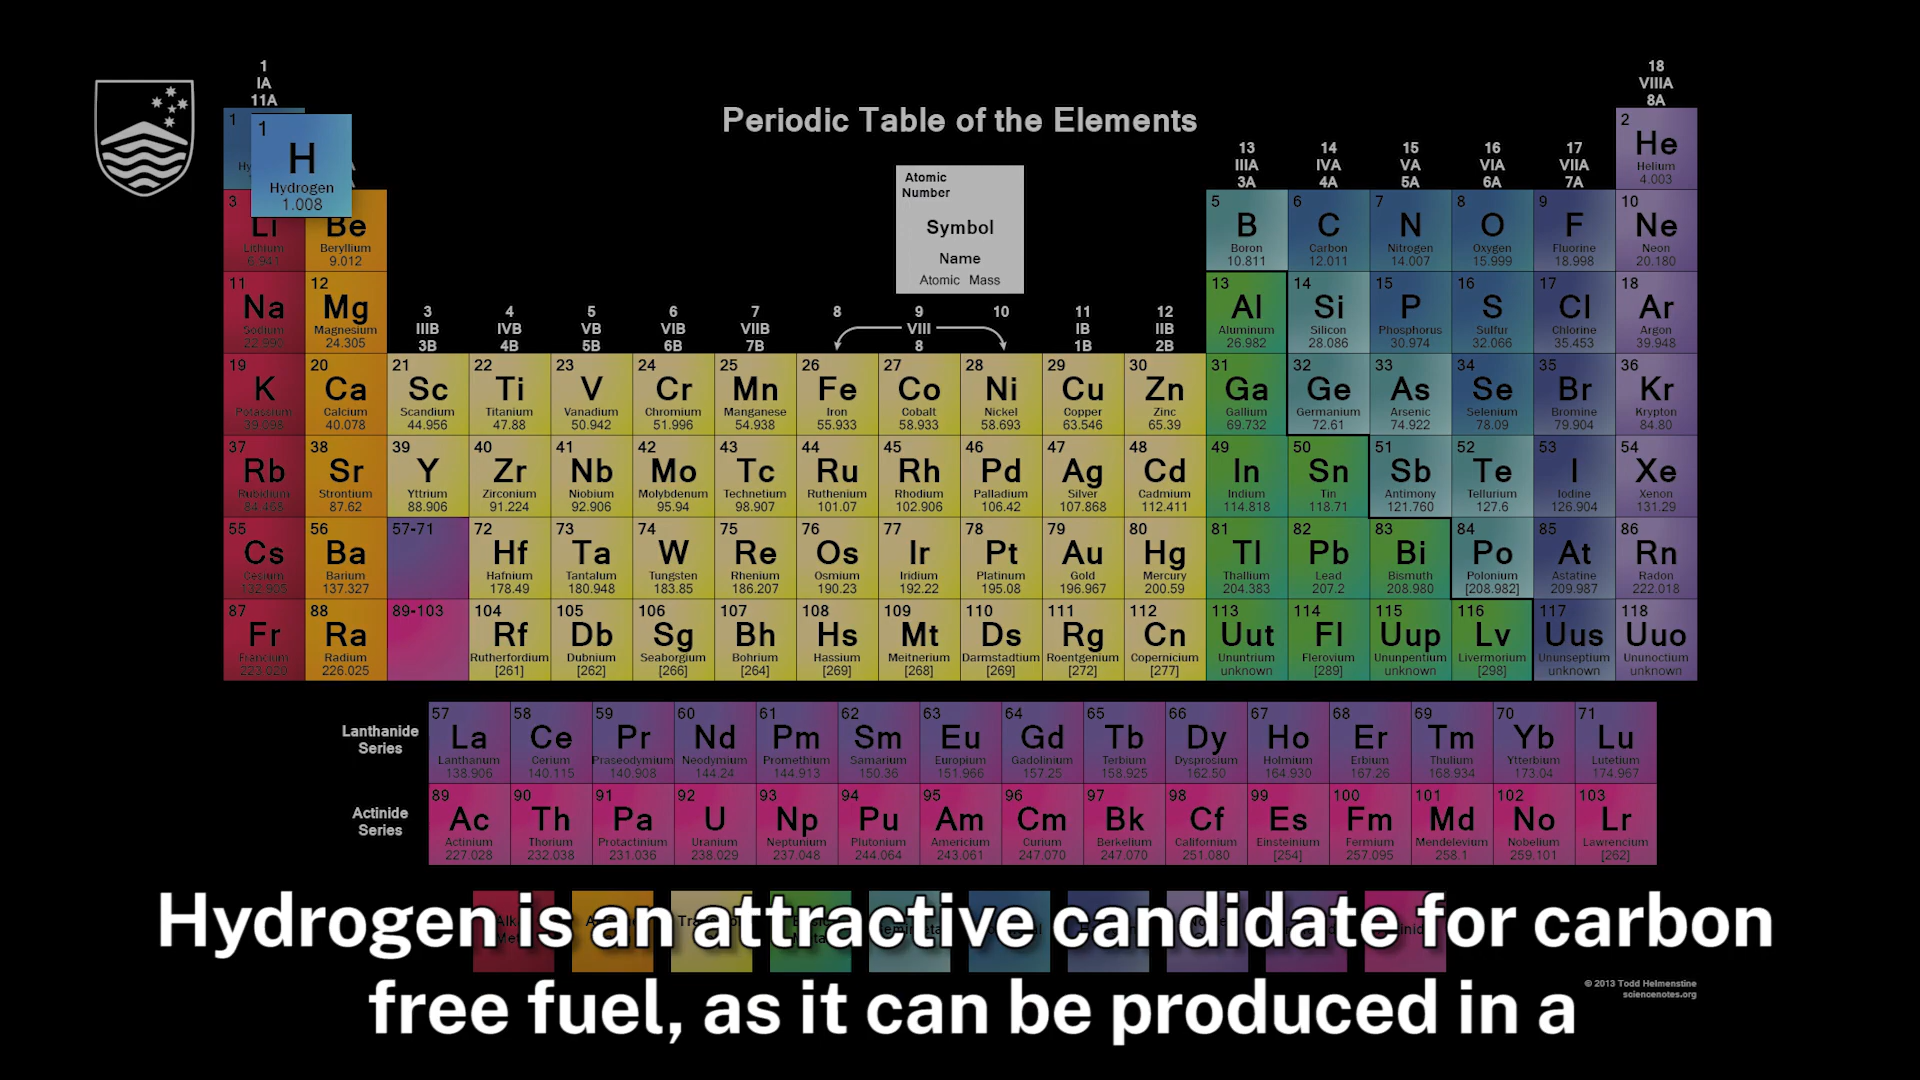 1
IA
11A
18
VIIIA
8A
Periodic Table of the Elements
1
H
Hydrogen
1.008
2
He
Helium
4.003
13
IIIA
3A
14
IVA
4A
15
VA
5A
16
VIA
6A
17
VIIA
7A
Atomic
Number
Symbol
Name
Atomic Mass
3
Li
Lithium
6.941
Be
Beryllium
9.012
5
B
Boron
10.811
6
C
Carbon
12.011
7
N
Nitrogen
14.007
8
O
Oxygen
15.999
9
F
Fluorine
18.998
10
Ne
Neon
20.180
11
Na
Sodium
22.990
12
Mg
Magnesium
24.305
3
IIIB
3B
4
IVB
4B
5
VB
5B
6
VIB
6B
7
VIIB
7B
8
9
VIII
8
10
11
IB
1B
12
IIB
2B
13
Al
Aluminum
26.982
14
Si
Silicon
28.086
15
P
Phosphorus
30.974
16
S
Sulfur
32.066
17
Cl
Chlorine
35.453
18
Ar
Argon
39.948
19
K
Potassium
39.098
20
Ca
Calcium
40.078
21
Sc
Scandium
44.956
22
Ti
Titanium
47.88
23
V
Vanadium
50.942
24
Cr
Chromium
51.996
25
Mn
Manganese
54.938
26
Fe
Iron
55.933
27
Co
Cobalt
58.933
28
Ni
Nickel
58.693
29
Cu
Copper
63.546
30
Zn
Zinc
65.39
31
Ga
Gallium
69.732
32
Ge
Germanium
72.61
33
As
Arsenic
74.922
34
Se
Selenium
78.09
35
Br
Bromine
79.904
36
Kr
Krypton
84.80
37
Rb
Rubidium
84.468
38
Sr
Strontium
87.62
39
Y
Yttrium
88.906
40
Zr
Zirconium
91.224
41
Nb
Niobium
92.906
42
Mo
Molybdenum
95.94
43
Tc
Technetium
98.907
44
Ru
Ruthenium
101.07
45
Rh
Rhodium
102.906
46
Pd
Palladium
106.42
47
Ag
Silver
107.868
48
Cd
Cadmium
112.411
49
In
Indium
114.818
50
Sn
Tin
118.71
51
Sb
Antimony
121.760
52
Te
Tellurium
127.6
53
I
Iodine
126.904
54
Xe
Xenon
131.29
55
Cs
Cesium
132.905
56
Ba
Barium
137.327
57-71
72
Hf
Hafnium
178.49
73
Ta
Tantalum
180.948
74
W
Tungsten
183.85
75
Re
Rhenium
186.207
76
Os
Osmium
190.23
77
Ir
Iridium
192.22
78
Pt
Platinum
195.08
79
Au
Gold
196.967
80
Hg
Mercury
200.59
81
Tl
Thallium
204.383
82
Pb
Lead
207.2
83
Bi
Bismuth
208.980
84
Po
Polonium
[208.982]
85
At
Astatine
209.987
86
Rn
Radon
222.018
87
Fr
Francium
223.020
88
Ra
Radium
226.025
89-103
104
Rf
Rutherfordium
[261]
105
Db
Dubnium
[262]
106
Sg
Seaborgium
[266]
107
Bh
Bohrium
[264]
108
Hs
Hassium
[269]
109
Mt
Meitnerium
[268]
110
Ds
Darmstadtium
[269]
111
Rg
Roentgenium
[272]
112
Cn
Copernicium
[277]
113
Uut
Ununtrium
unknown
114
Fl
Flerovium
[289]
115
Uup
Ununpentium
unknown
116
Lv
Livermorium
[298]
117
Uus
Ununseptium
unknown
118
Uuo
Ununoctium
unknown
Lanthanide
Series
57
La
Lanthanum
138.906
58
Ce
Cerium
140.115
59
Pr
Praseodymium
140.908
60
Nd
Neodymium
144.24
61
Pm
Promethium
144.913
62
Sm
Samarium
150.36
63
Eu
Europium
151.966
64
Gd
Gadolinium
157.25
65
Tb
Terbium
158.925
66
Dy
Dysprosium
162.50
67
Ho
Holmium
164.930
68
Er
Erbium
167.26
69
Tm
Thulium
168.934
70
Yb
Ytterbium
173.04
71
Lu
Lutetium
174.967
Actinide
Series
89
Ac
Actinium
227.028
90
Th
Thorium
232.038
91
Pa
Protactinium
231.036
92
U
Uranium
238.029
93
Np
Neptunium
237.048
94
Pu
Plutonium
244.064
95
Am
Americium
243.061
96
Cm
Curium
247.070
97
Bk
Berkelium
247.070
98
Cf
Californium
251.080
99
Es
Einsteinium
[254]
100
Fm
Fermium
257.095
101
Md
Mendelevium
258.1
102
No
Nobelium
259.101
103
Lr
Lawrencium
[262]
Hydrogen is an attractive candidate for carbon
free fuel, as it can be produced in a
© 2013 Todd Helmenstine
sciencenotes.org